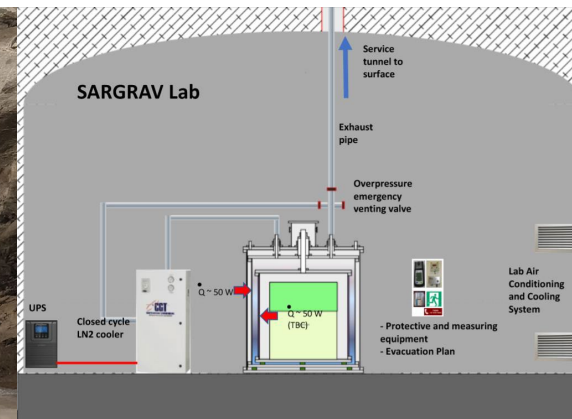 SARGRAV Lab
Service
tunnel to
surface
Exhaust
pipe
Overpressure
emergency
venting valve
Q ~ 50 W
Q ~ 50 W
(TBC)
UPS
Closed cycle
LN2 cooler
CGT
- Protective and measuring
equipment
- Evacuation Plan
Lab Air
Conditioning
and Cooling
System